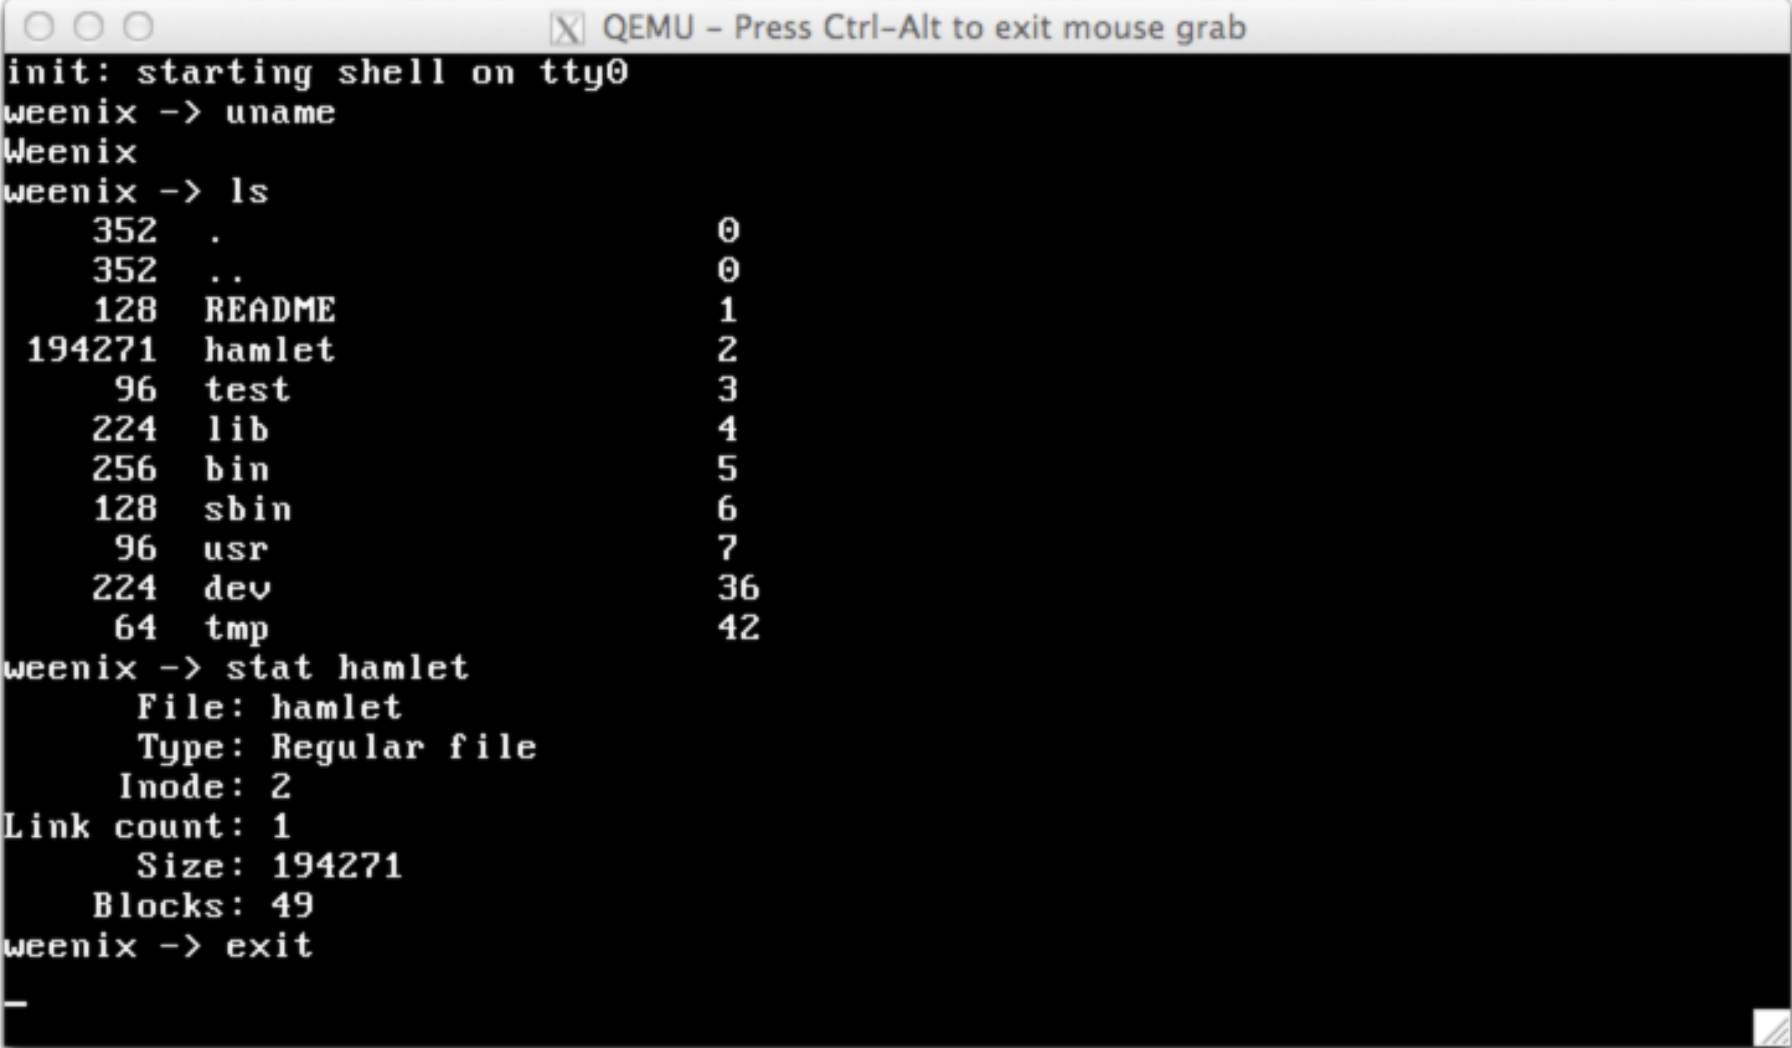 QEMU – Press Ctrl–Alt to exit mouse grab
init: starting shell on tty0
weenix -> uname
Weenix
weenix -> ls
352 . 0
352 .. 0
128 README 1
194271 hamlet 2
96 test 3
224 lib 4
256 bin 5
128 sbin 6
96 usr 7
224 dev 36
64 tmp 42
weenix -> stat hamlet
File: hamlet
Type: Regular file
Inode: 2
Link count: 1
Size: 194271
Blocks: 49
weenix -> exit
_